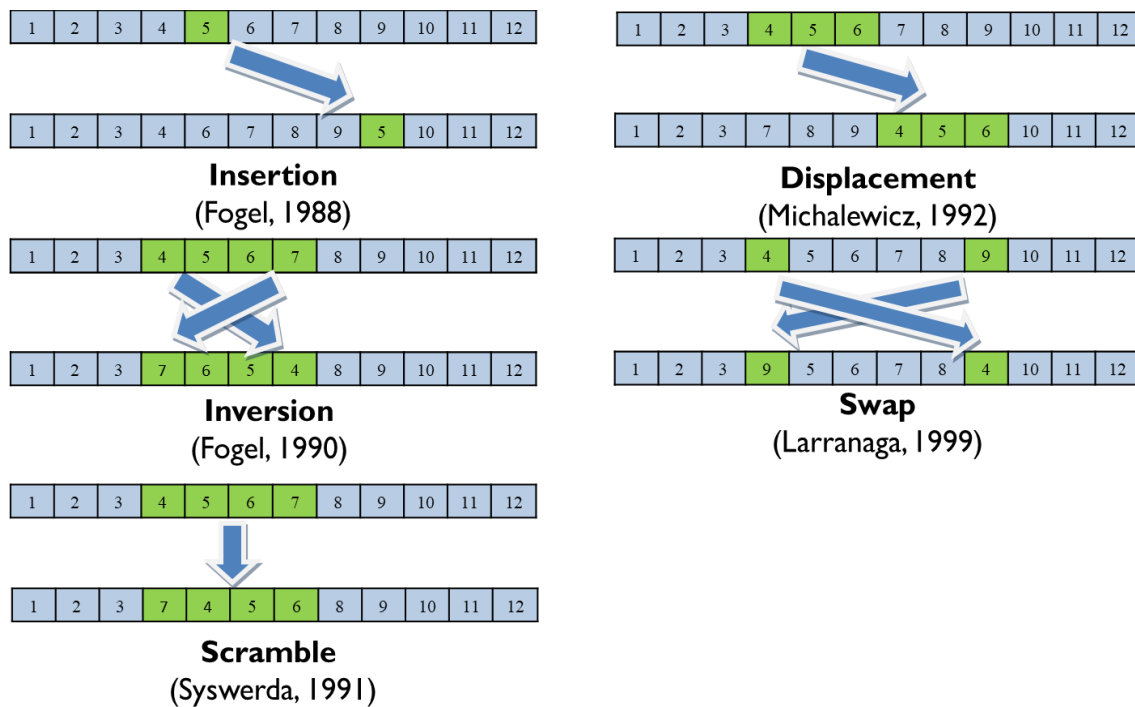 1 2 3 4 5 6 7 8 9 10 11 12
1 2 3 4 6 7 8 9 5 10 11 12
Insertion
(Fogel, 1988)
1 2 3 4 5 6 7 8 9 10 11 12
1 2 3 7 8 9 4 5 6 10 11 12
Displacement
(Michalewicz, 1992)
1 2 3 4 5 6 7 8 9 10 11 12
1 2 3 7 6 5 4 8 9 10 11 12
Inversion
(Fogel, 1990)
1 2 3 4 5 6 7 8 9 10 11 12
1 2 3 9 5 6 7 8 4 10 11 12
Swap
(Larranaga, 1999)
1 2 3 4 5 6 7 8 9 10 11 12
1 2 3 7 4 5 6 8 9 10 11 12
Scramble
(Syswerda, 1991)